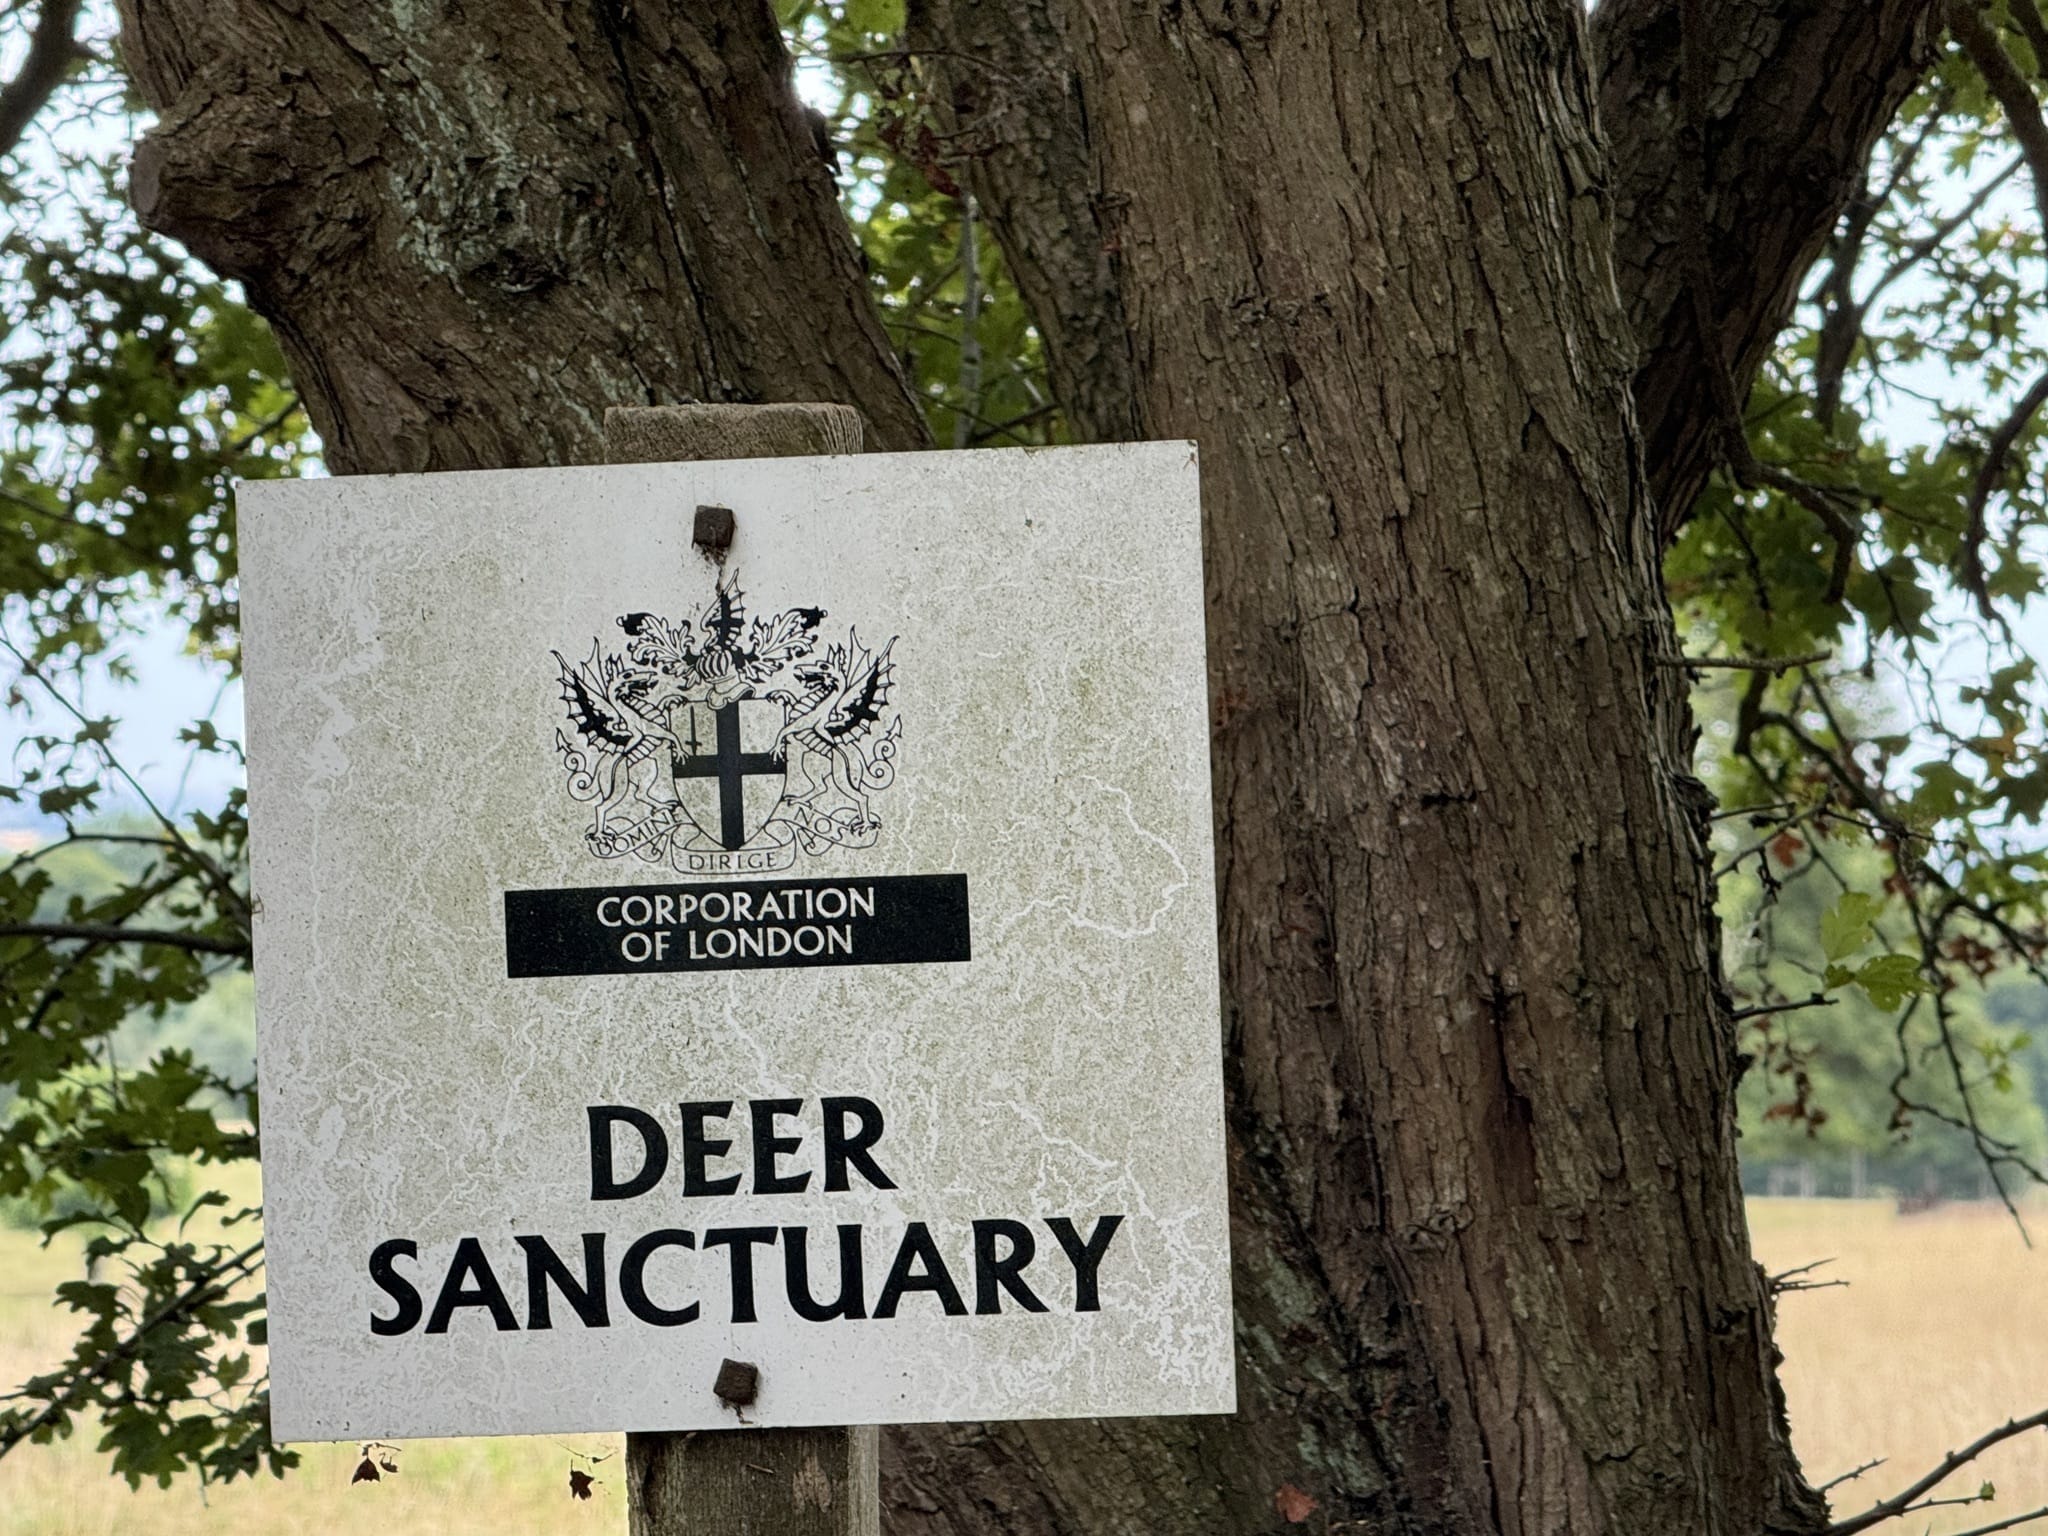 DOMINE DIRIGE NOS
CORPORATION
OF LONDON
DEER
SANCTUARY